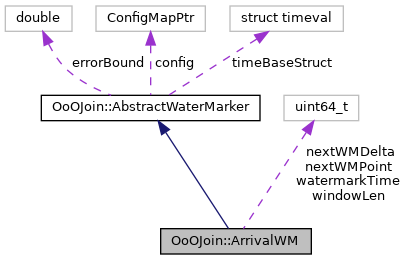 double
ConfigMapPtr
struct timeval
errorBound
config
timeBaseStruct
OoOJoin::AbstractWaterMarker
uint64_t
nextWMDelta
nextWMPoint
watermarkTime
windowLen
OoOJoin::ArrivalWM